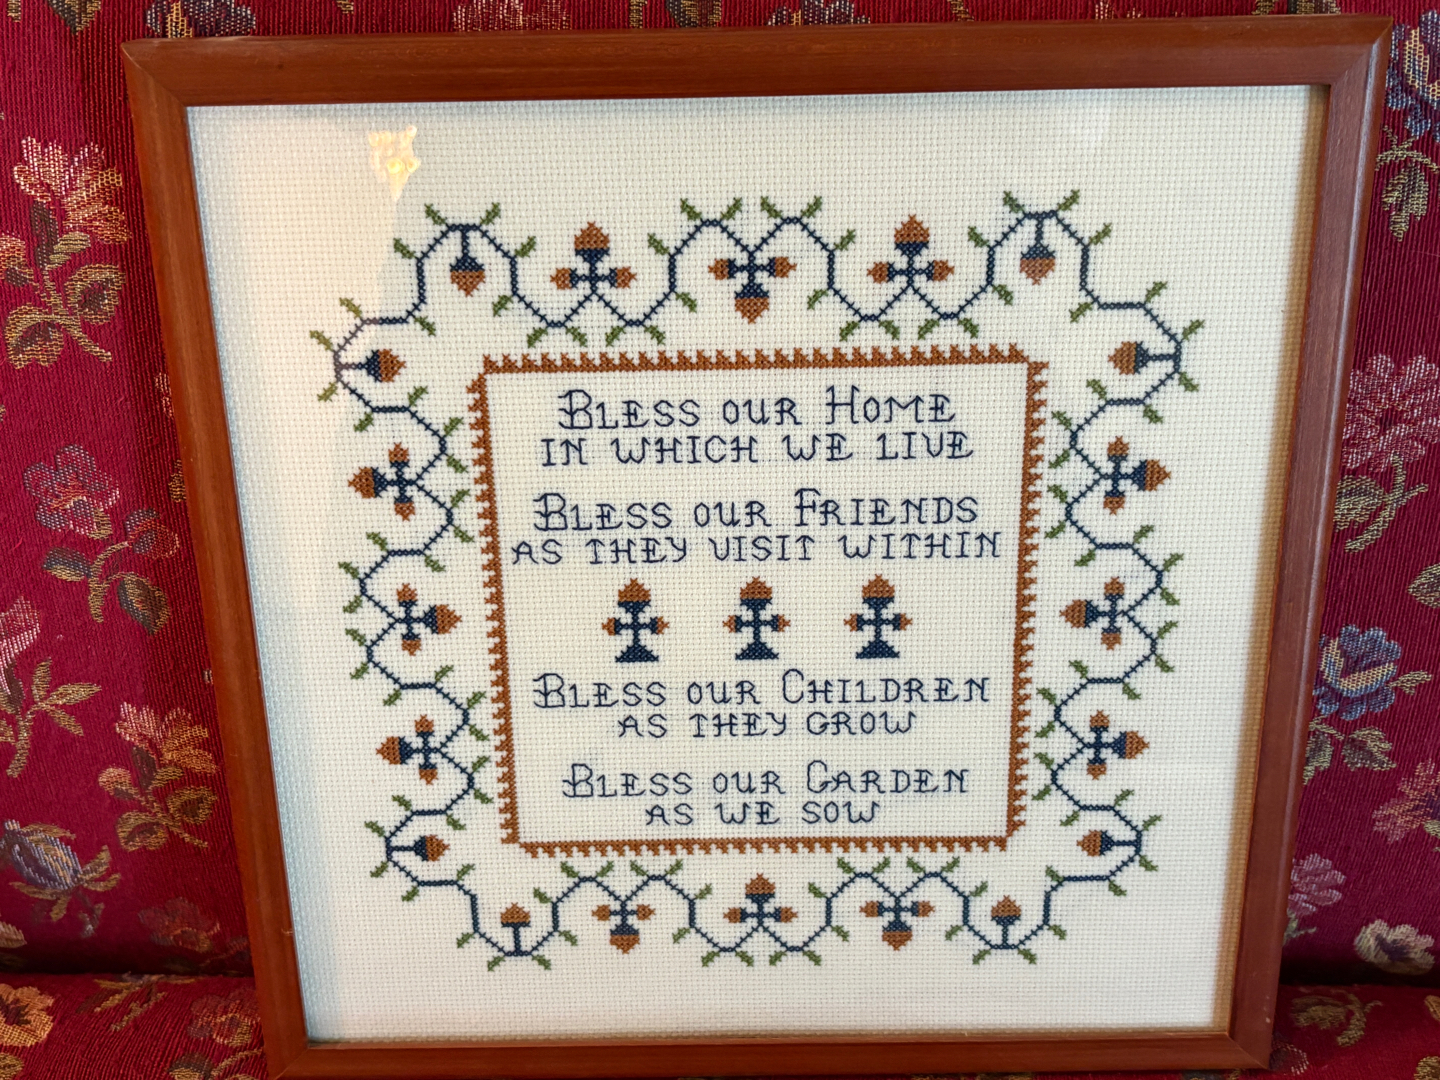 Bless our Home
in which we live
Bless our Friends
as they visit within
Bless our Children
as they grow
Bless our Garden
as we sow